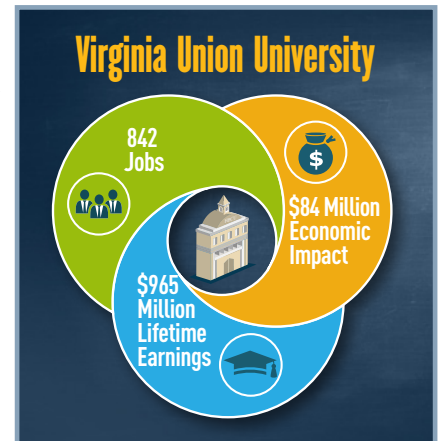 Virginia Union University
842
Jobs
$
$84 Million
Economic
Impact
$965
Million
Lifetime
Earnings